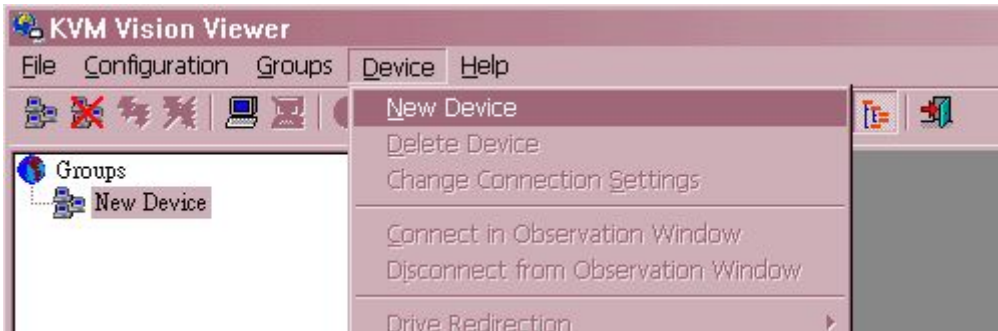 KVM Vision Viewer
File Configuration Groups Device Help
New Device
Delete Device
Change Connection Settings
Groups
New Device
Connect in Observation Window
Disconnect from Observation Window
Drive Redirection